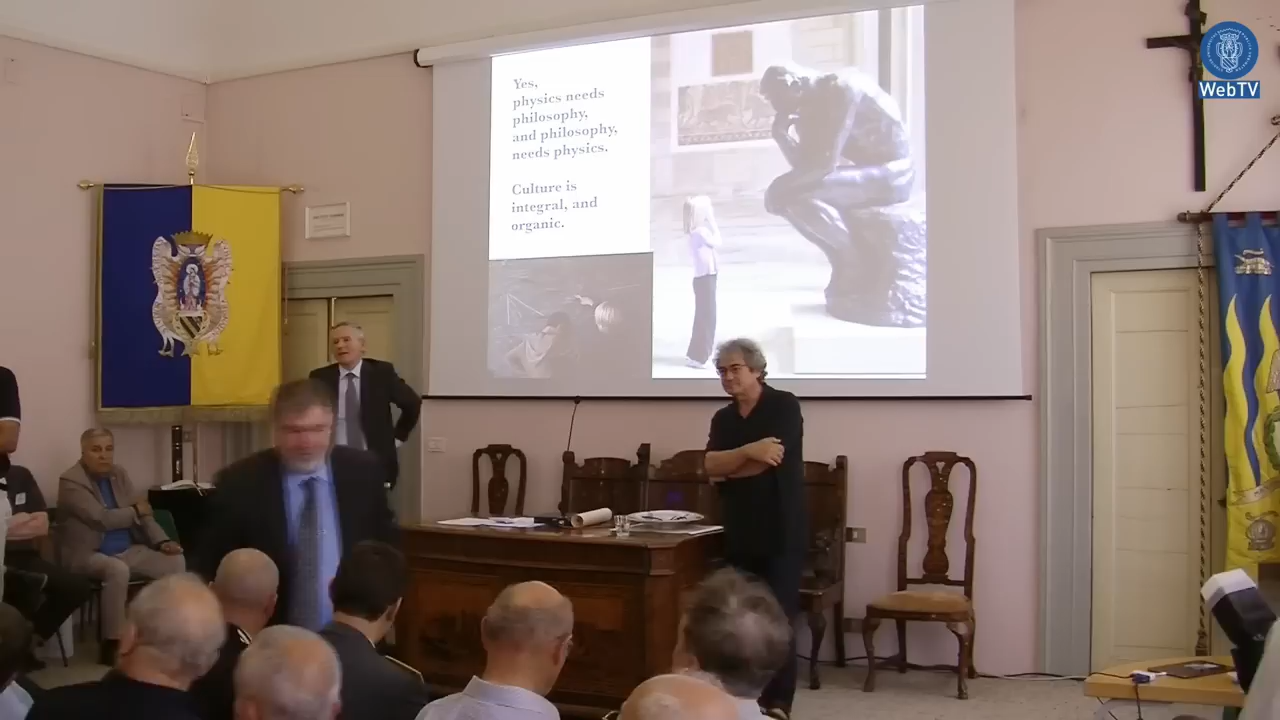 Yes,
physics needs
philosophy,
and philosophy,
needs physics.
Culture is
integral, and
organic.
WebTV